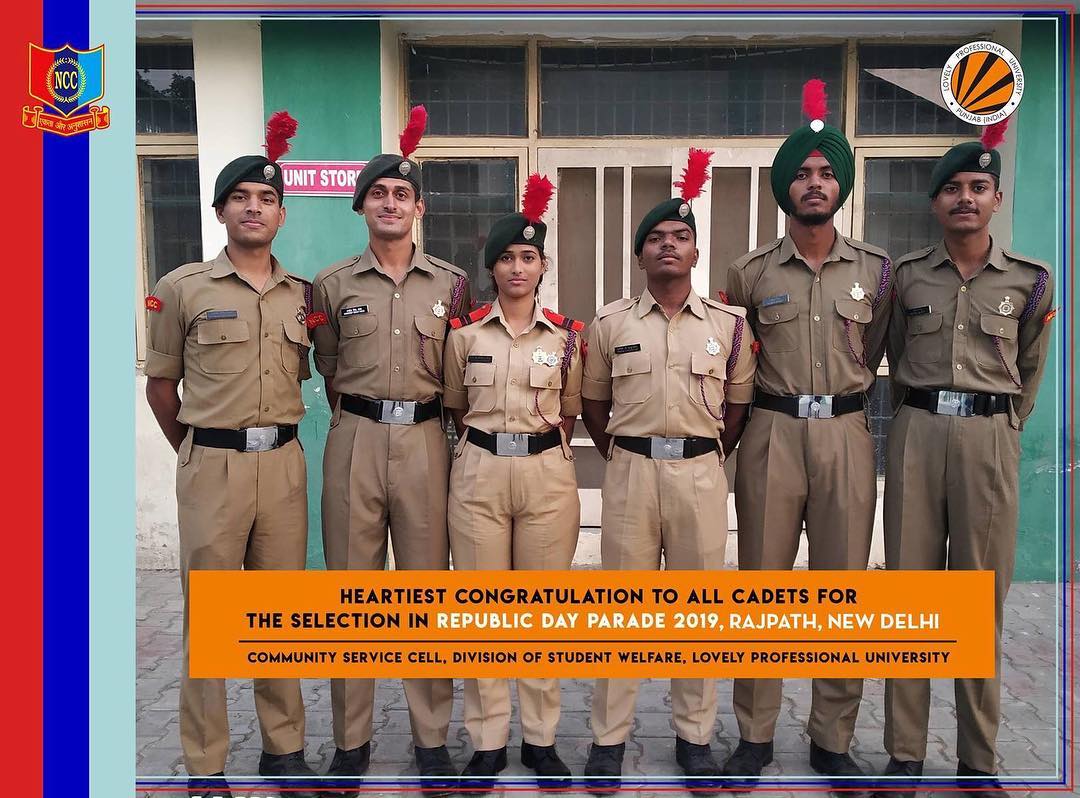 NCC
एकता और अनुशासन
LOVELY PROFESSIONAL UNIVERSITY
PUNJAB (INDIA)
UNIT STORE
NCC
NCC
HEARTIEST CONGRATULATION TO ALL CADETS FOR
THE SELECTION IN REPUBLIC DAY PARADE 2019, RAJPATH, NEW DELHI
COMMUNITY SERVICE CELL, DIVISION OF STUDENT WELFARE, LOVELY PROFESSIONAL UNIVERSITY